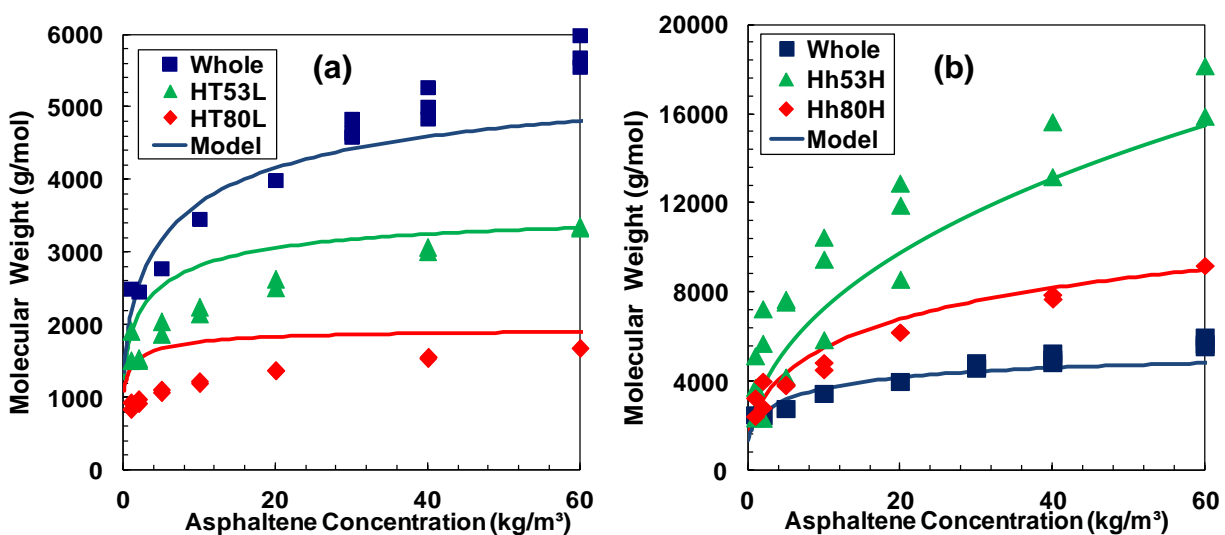 (a)
Whole
HT53L
HT80L
Model
Molecular Weight (g/mol)
6000
5000
4000
3000
2000
1000
0
0 20 40 60
Asphaltene Concentration (kg/m³)
(b)
Whole
Hh53H
Hh80H
Model
Molecular Weight (g/mol)
20000
16000
12000
8000
4000
0
0 20 40 60
Asphaltene Concentration (kg/m³)